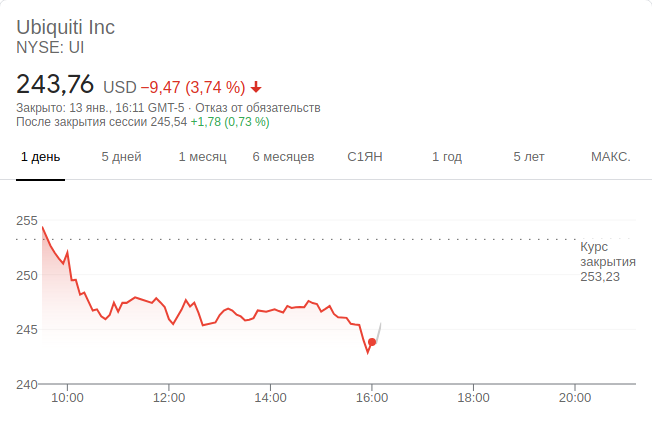 Ubiquiti Inc
NYSE: UI
243,76 USD −9,47 (3,74 %)
Закрыто: 13 янв., 16:11 GMT-5 · Отказ от обязательств
После закрытия сессии 245,54 +1,78 (0,73 %)
1 день 5 дней 1 месяц 6 месяцев С1ЯН 1 год 5 лет МАКС.
255
Курс
закрытия
253,23
250
245
240
10:00 12:00 14:00 16:00 18:00 20:00